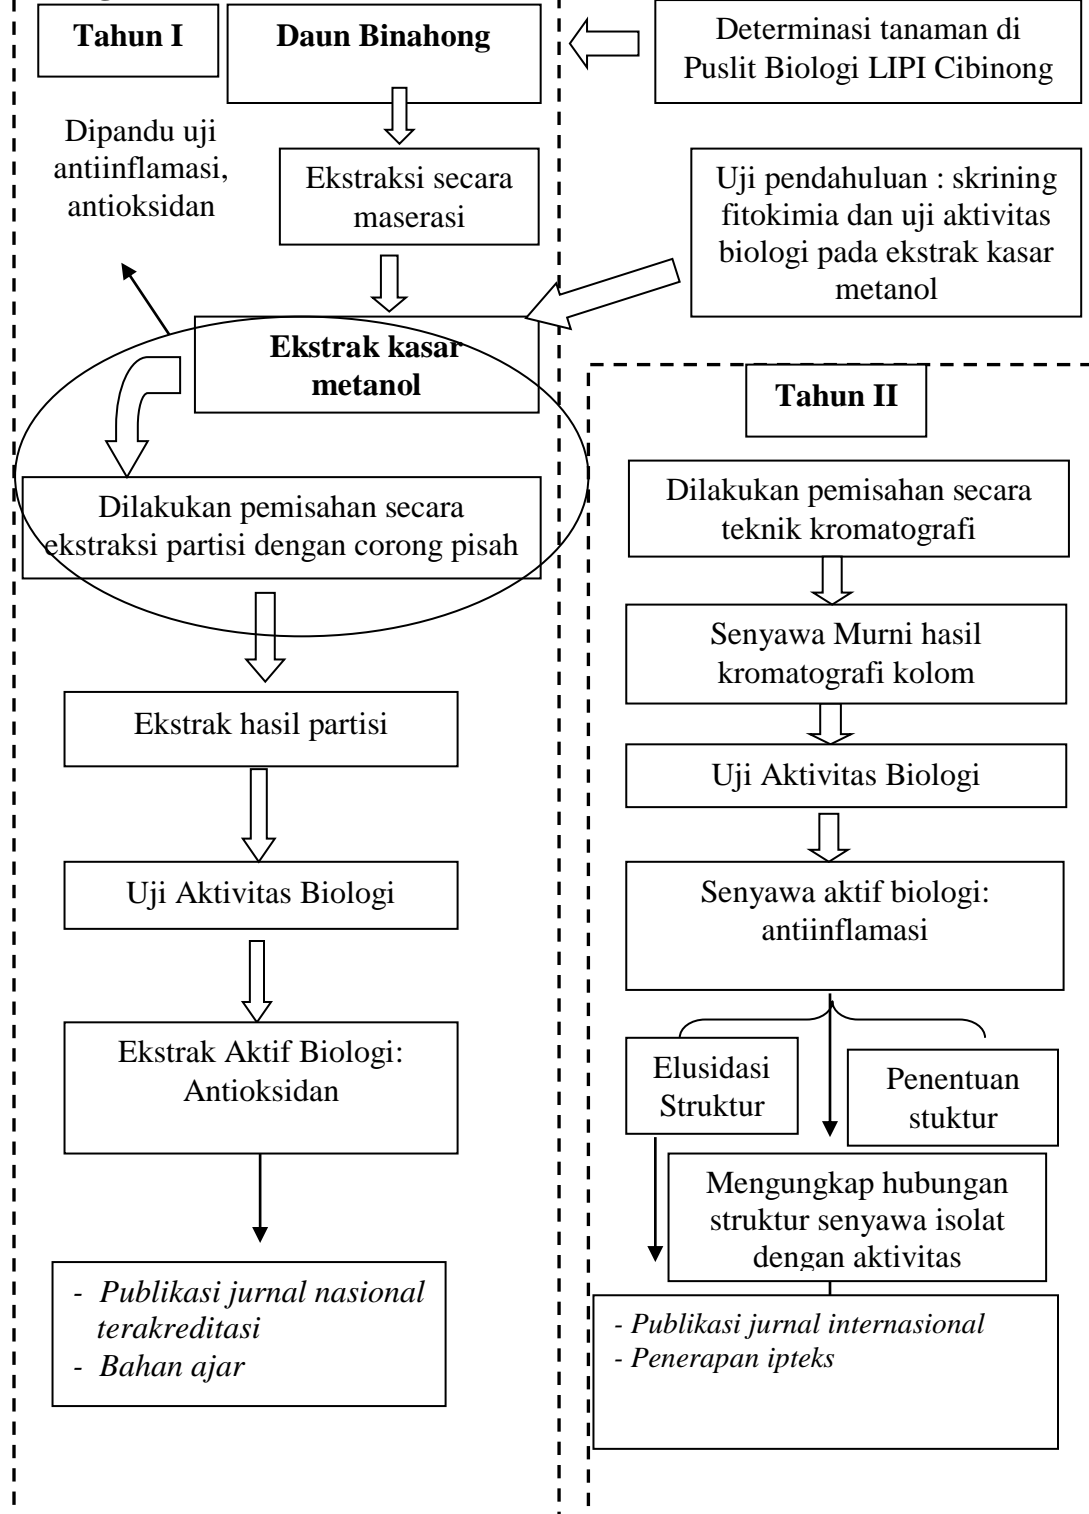 Tahun I
Daun Binahong
Determinasi tanaman di
Puslit Biologi LIPI Cibinong
Dipandu uji
antiinflamasi,
antioksidan
Ekstraksi secara
maserasi
Uji pendahuluan : skrining
fitokimia dan uji aktivitas
biologi pada ekstrak kasar
metanol
Ekstrak kasar
metanol
Dilakukan pemisahan secara
ekstraksi partisi dengan corong pisah
Ekstrak hasil partisi
Uji Aktivitas Biologi
Ekstrak Aktif Biologi:
Antioksidan
- Publikasi jurnal nasional
terakreditasi
- Bahan ajar
Tahun II
Dilakukan pemisahan secara
teknik kromatografi
Senyawa Murni hasil
kromatografi kolom
Uji Aktivitas Biologi
Senyawa aktif biologi:
antiinflamasi
Elusidasi
Struktur
Penentuan
stuktur
Mengungkap hubungan
struktur senyawa isolat
dengan aktivitas
- Publikasi jurnal internasional
- Penerapan ipteks